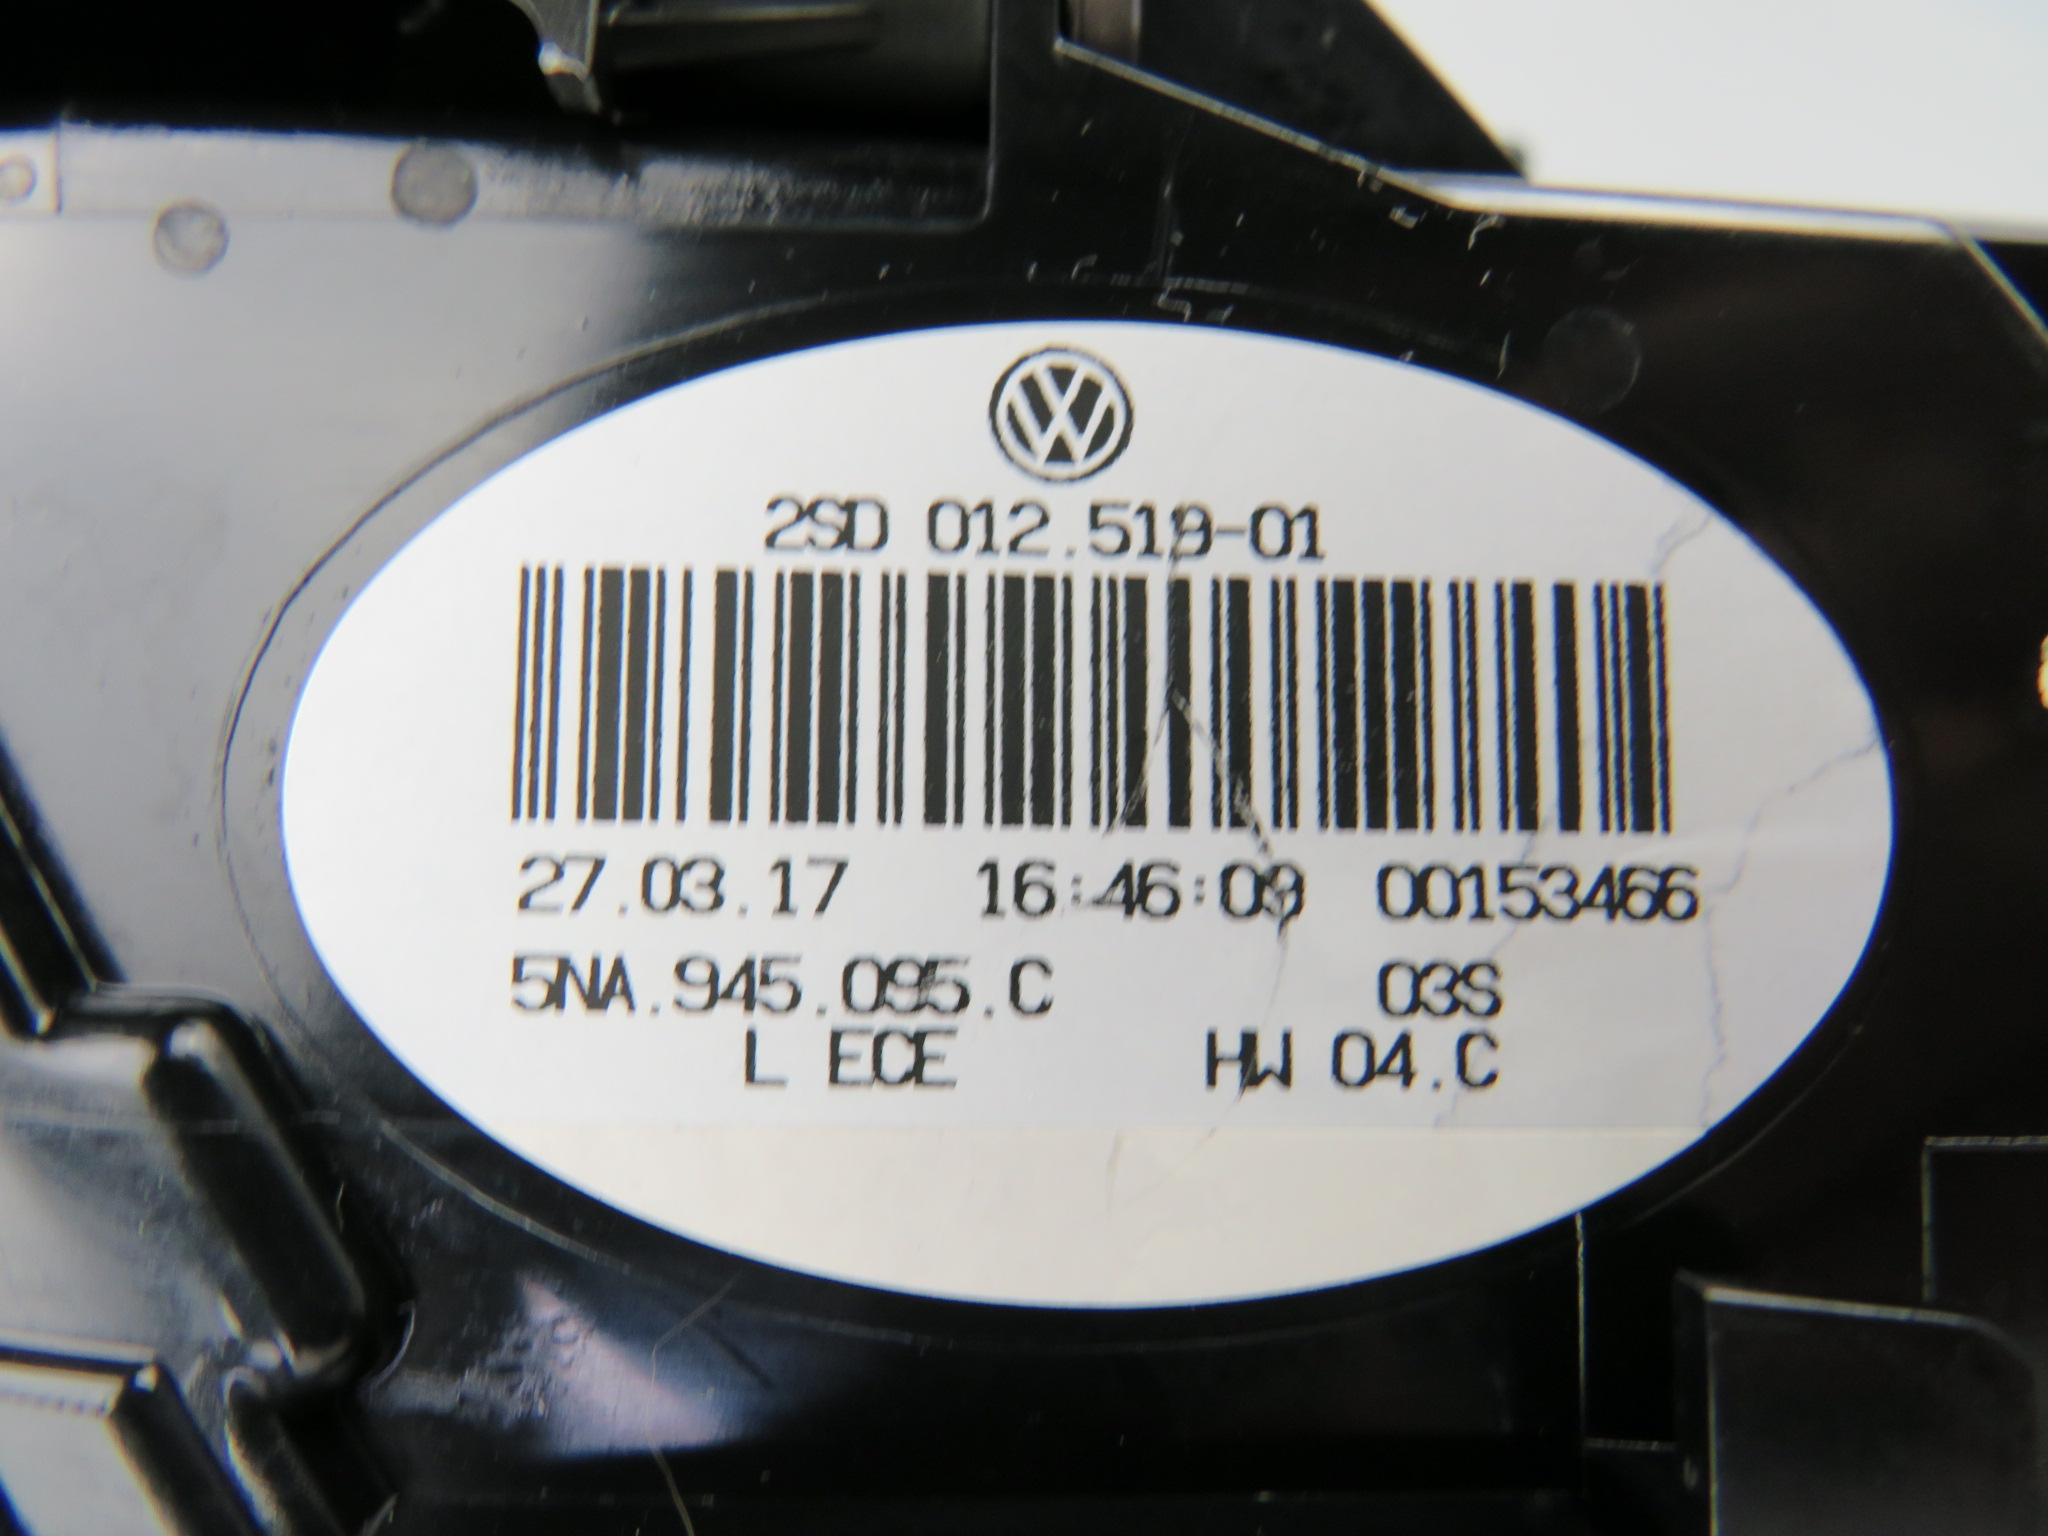 2SD 012.519-01
27.03.17 16:46:09 00153466
5NA.945.095.C 03S
L ECE HW 04.C